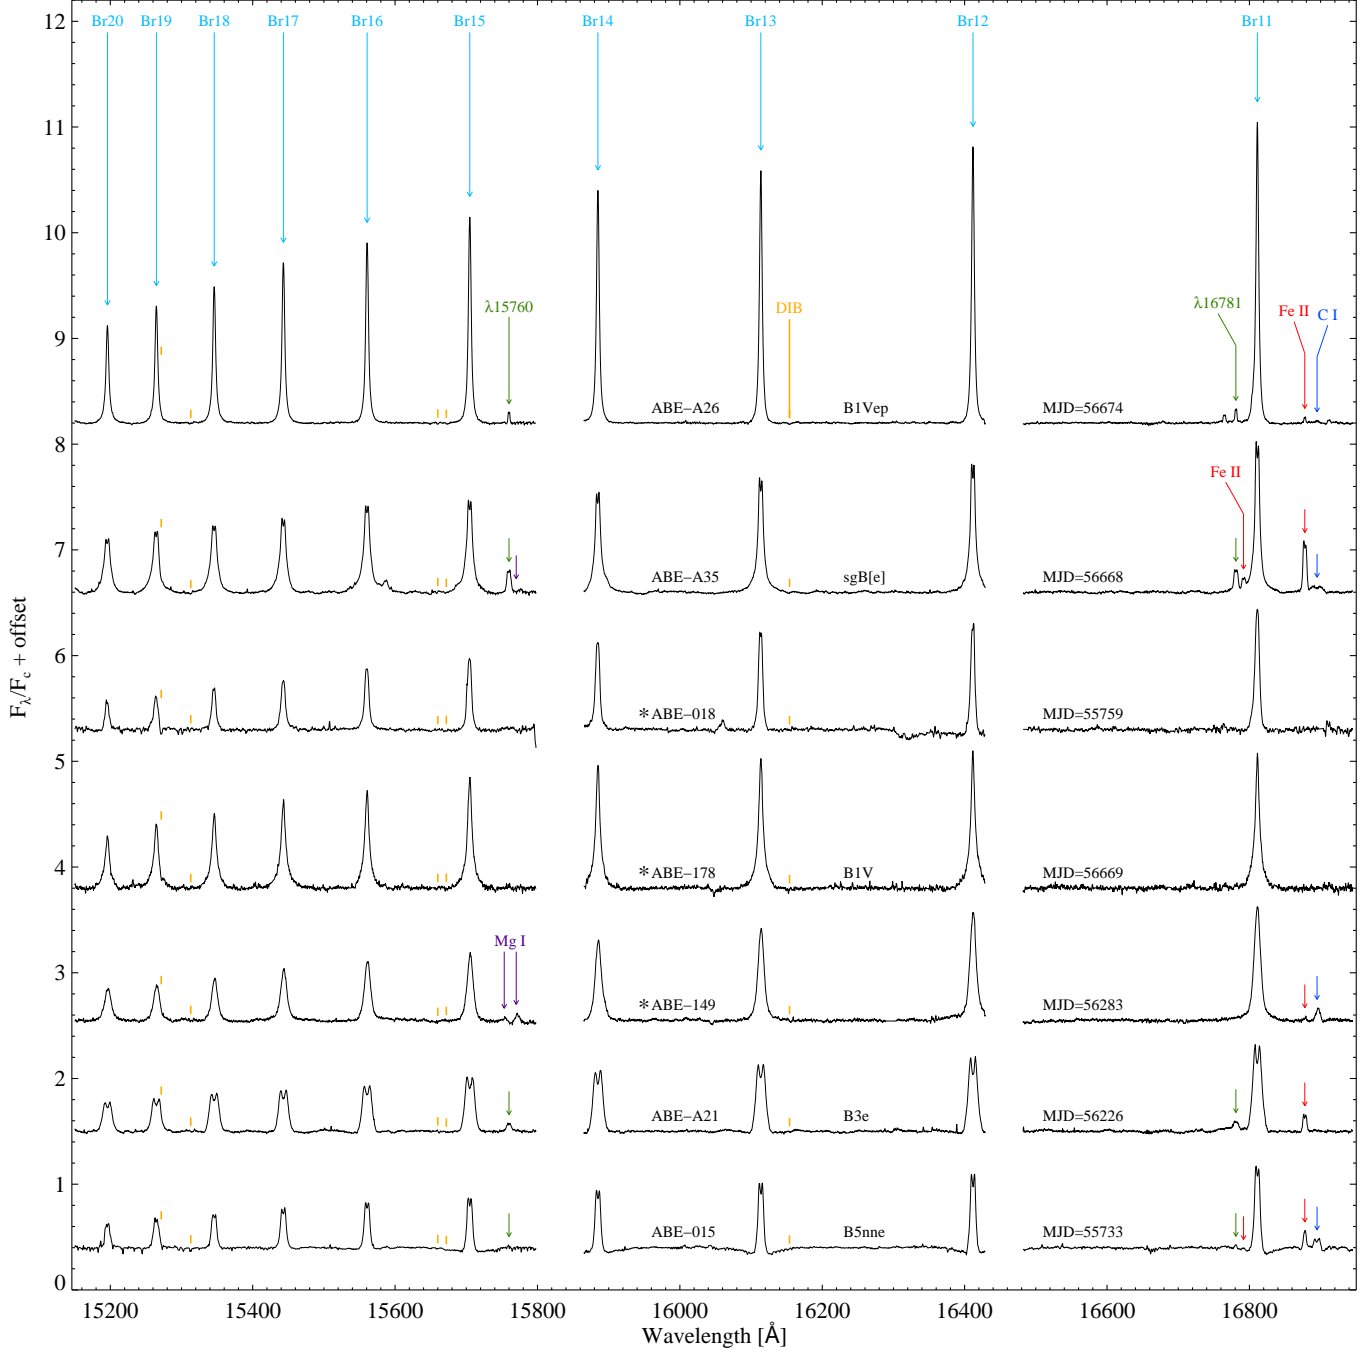 Br20 Br19 Br18 Br17 Br16 Br15 Br14 Br13 Br12 Br11
λ15760 DIB λ16781 Fe II C I
ABE−A26 B1Vep MJD=56674
Fe II
ABE−A35 sgB[e] MJD=56668
*ABE−018 MJD=55759
*ABE−178 B1V MJD=56669
Mg I
*ABE−149 MJD=56283
ABE−A21 B3e MJD=56226
ABE−015 B5nne MJD=55733
12
11
10
9
8
7
6
5
4
3
2
1
0
Fλ/Fc + offset
15200 15400 15600 15800 16000 16200 16400 16600 16800
Wavelength [Å]